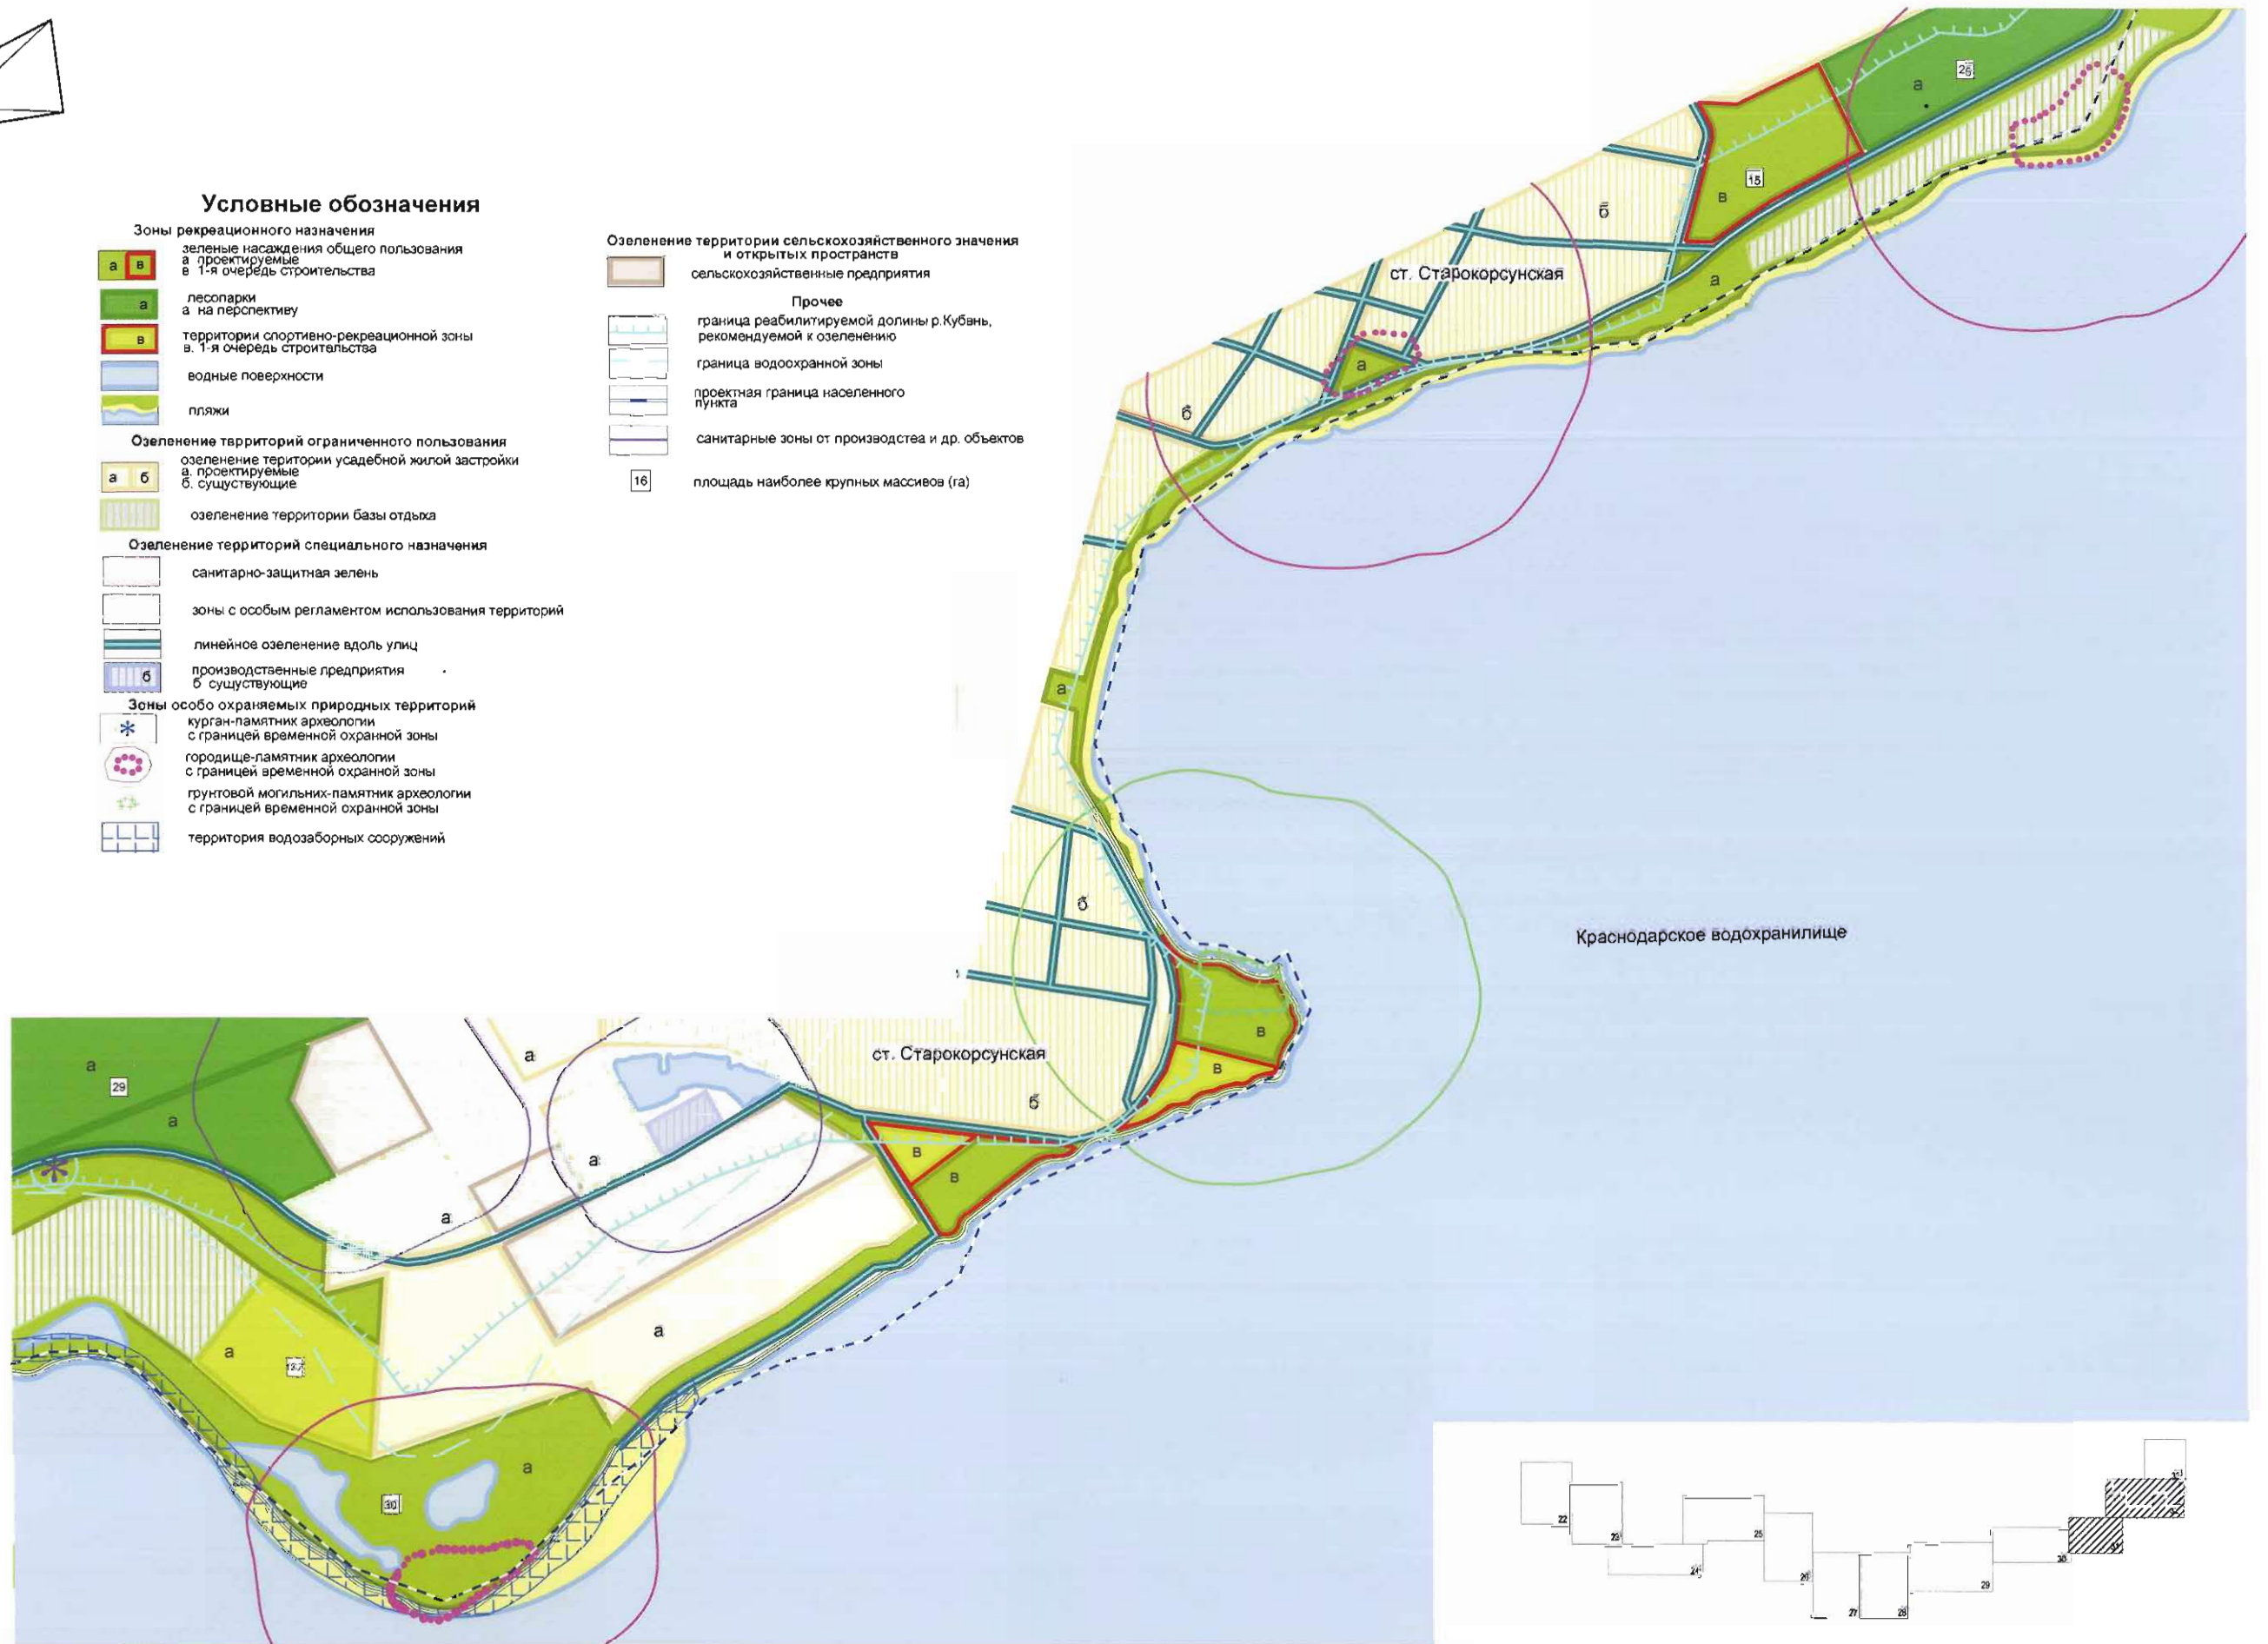 Условные обозначения
Зоны рекреационного назначения
а в
зеленые насаждения общего пользования
а проектируемые
в 1-я очередь строительства
а
лесопарки
а на перспективу
в
территории спортивно-рекреационной зоны
в. 1-я очередь строительства
водные поверхности
пляжи
Озеленение территорий ограниченного пользования
а б
озеленение територии усадебной жилой застройки
а. проектируемые
б. существующие
озеленение территории базы отдыха
Озеленение территорий специального назначения
санитарно-защитная зелень
зоны с особым регламентом использования территорий
линейное озеленение вдоль улиц
б
производственные предприятия
б существующие
Зоны особо охраняемых природных территорий
курган-памятник археологии
с границей временной охранной зоны
городище-памятник археологии
с границей временной охранной зоны
грунтовой могильних-памятник археологии
с границей временной охранной зоны
территория водозаборных сооружений
Озеленение территории сельскохозяйственного значения
и открытых пространств
сельскохозяйственные предприятия
Прочее
граница реабилитируемой долины р.Кубань,
рекомендуемой к озеленению
граница водоохранной зоны
проектная граница населенного
пункта
санитарные зоны от производства и др. объектов
16
площадь наиболее крупных массивов (га)
а
б
15
в
ст. Старокорсунская
а
а
б
а
б
Краснодарское водохранилище
в
в
ст. Старокорсунская
б
в
в
а
29
а
а
а
а
а
а
а
30
22
23
24
25
26
27
28
29
30